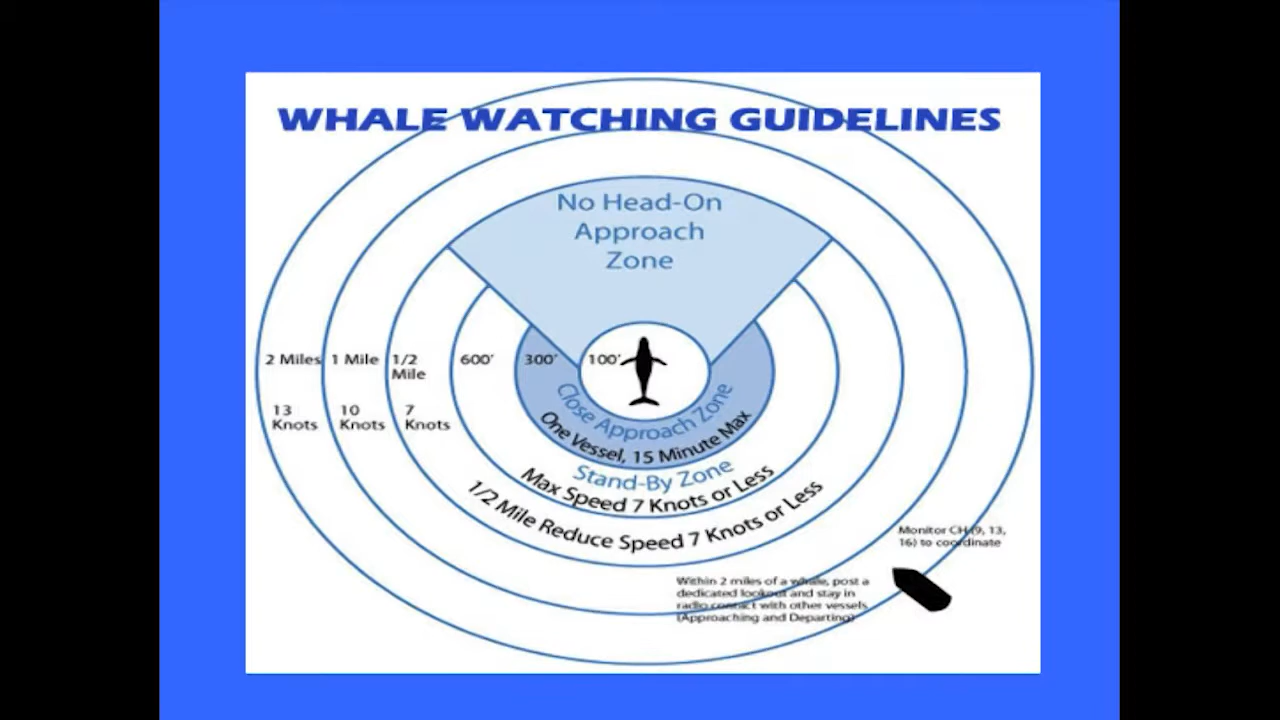 WHALE WATCHING GUIDELINES
No Head-On
Approach
Zone
2 Miles
1 Mile
1/2
Mile
600'
300'
100'
13
Knots
10
Knots
7
Knots
Close Approach Zone
One Vessel, 15 Minute Max
Stand-By Zone
Max Speed 7 Knots or Less
1/2 Mile Reduce Speed 7 Knots or Less
Monitor CH (9, 13,
16) to coordinate
Within 2 miles of a whale, post a
dedicated lookout and stay in
radio contact with other vessels
(Approaching and Departing)